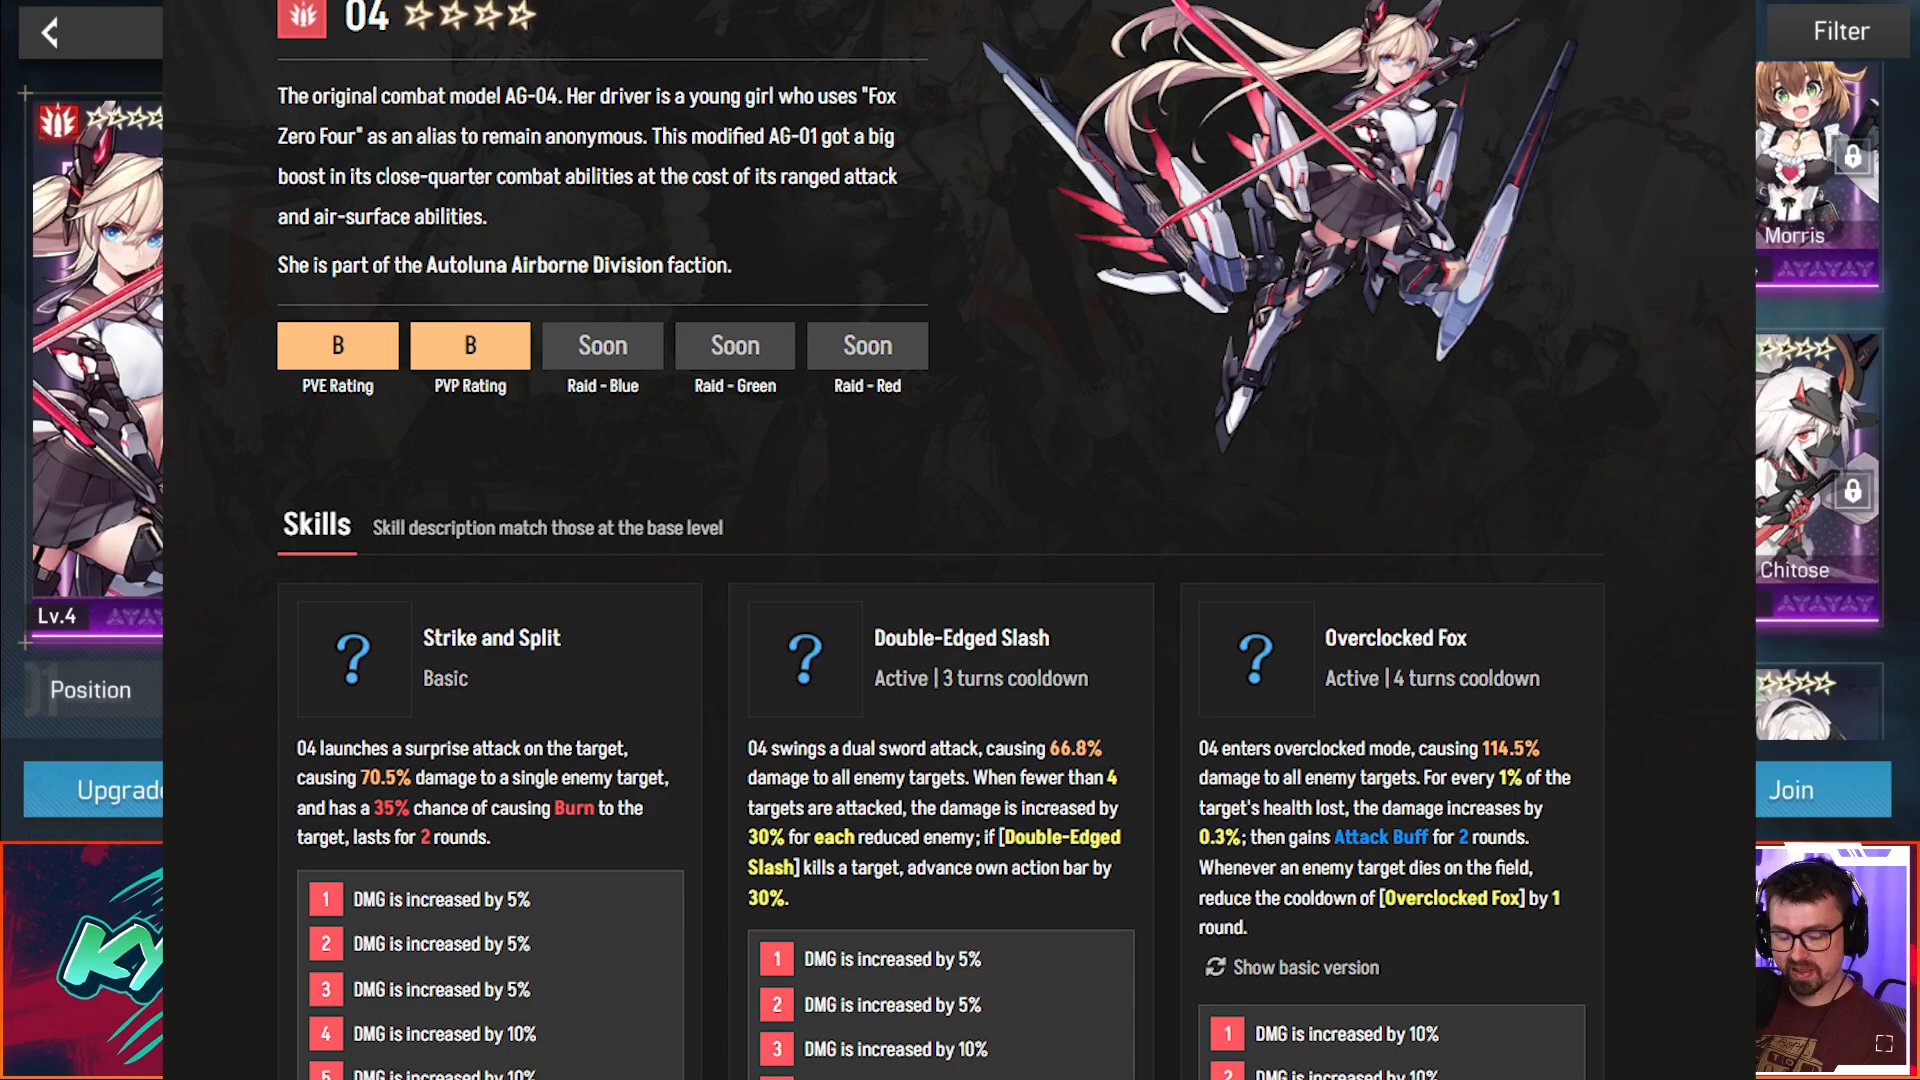 04
Filter
The original combat model AG-04. Her driver is a young girl who uses "Fox
Zero Four" as an alias to remain anonymous. This modified AG-01 got a big
boost in its close-quarter combat abilities at the cost of its ranged attack
and air-surface abilities.
She is part of the Autoluna Airborne Division faction.
Morris
B
B
Soon
Soon
Soon
PVE Rating
PVP Rating
Raid - Blue
Raid - Green
Raid - Red
Skills
Skill description match those at the base level
Chitose
Lv.4
Position
Upgrade
Join
Strike and Split
Basic
04 launches a surprise attack on the target,
causing 70.5% damage to a single enemy target,
and has a 35% chance of causing Burn to the
target, lasts for 2 rounds.
1 DMG is increased by 5%
2 DMG is increased by 5%
3 DMG is increased by 5%
4 DMG is increased by 10%
5 DMG is increased by 10%
Double-Edged Slash
Active | 3 turns cooldown
04 swings a dual sword attack, causing 66.8%
damage to all enemy targets. When fewer than 4
targets are attacked, the damage is increased by
30% for each reduced enemy; if [Double-Edged
Slash] kills a target, advance own action bar by
30%.
1 DMG is increased by 5%
2 DMG is increased by 5%
3 DMG is increased by 10%
Overclocked Fox
Active | 4 turns cooldown
04 enters overclocked mode, causing 114.5%
damage to all enemy targets. For every 1% of the
target's health lost, the damage increases by
0.3%; then gains Attack Buff for 2 rounds.
Whenever an enemy target dies on the field,
reduce the cooldown of [Overclocked Fox] by 1
round.
Show basic version
1 DMG is increased by 10%
2 DMG is increased by 10%
KY